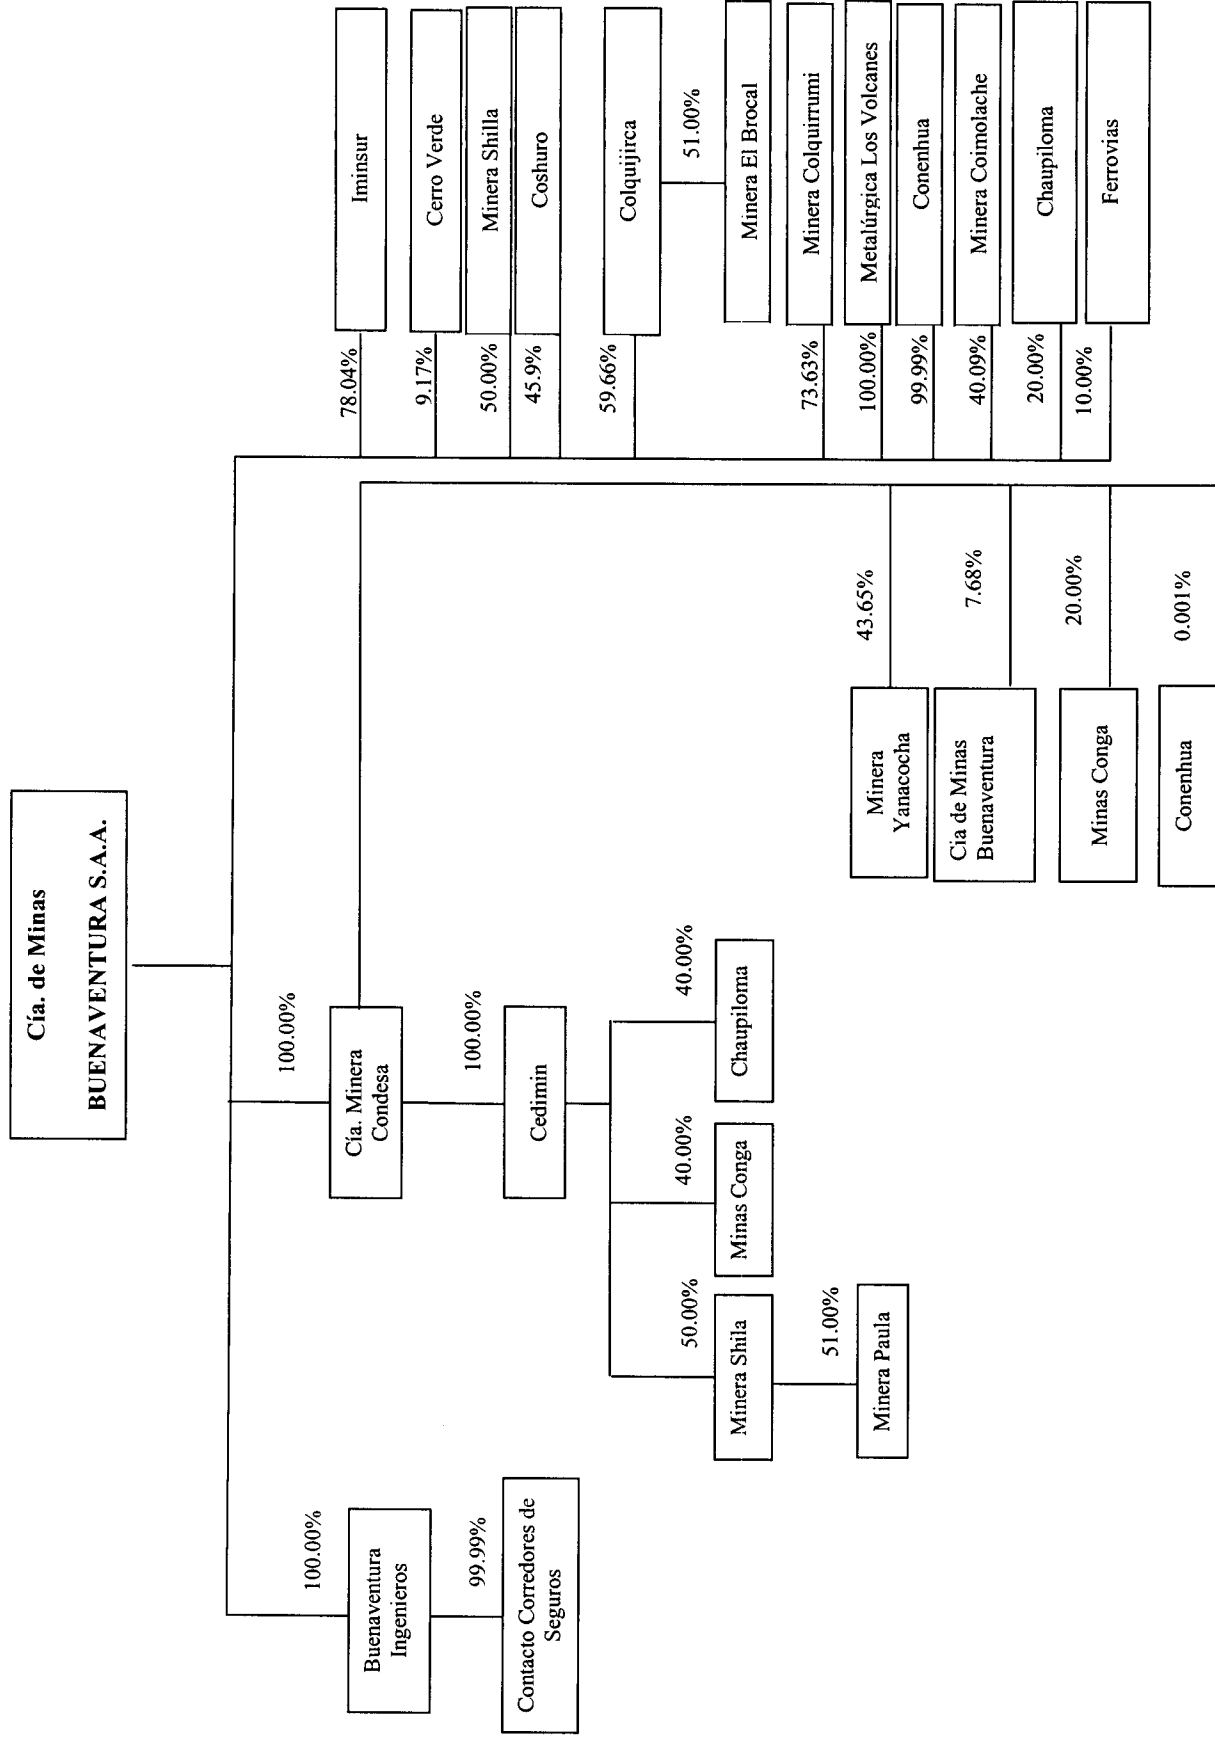 Cía. de Minas
BUENAVENTURA S.A.A.
100.00%
Buenaventura
Ingenieros
99.99%
Contacto Corredores de
Seguros
100.00%
Cía. Minera
Condesa
100.00%
Cedimin
50.00%
Minera Shila
51.00%
Minera Paula
40.00%
Minas Conga
40.00%
Chaupiloma
43.65%
Minera
Yanacocha
7.68%
Cia de Minas
Buenaventura
20.00%
Minas Conga
0.001%
Conenhua
78.04%
Iminsur
9.17%
Cerro Verde
50.00%
Minera Shilla
45.9%
Coshuro
59.66%
Colquijirca
51.00%
Minera El Brocal
73.63%
Minera Colquirrumi
100.00%
Metalúrgica Los Volcanes
99.99%
Conenhua
40.09%
Minera Coimolache
20.00%
Chaupiloma
10.00%
Ferrovias